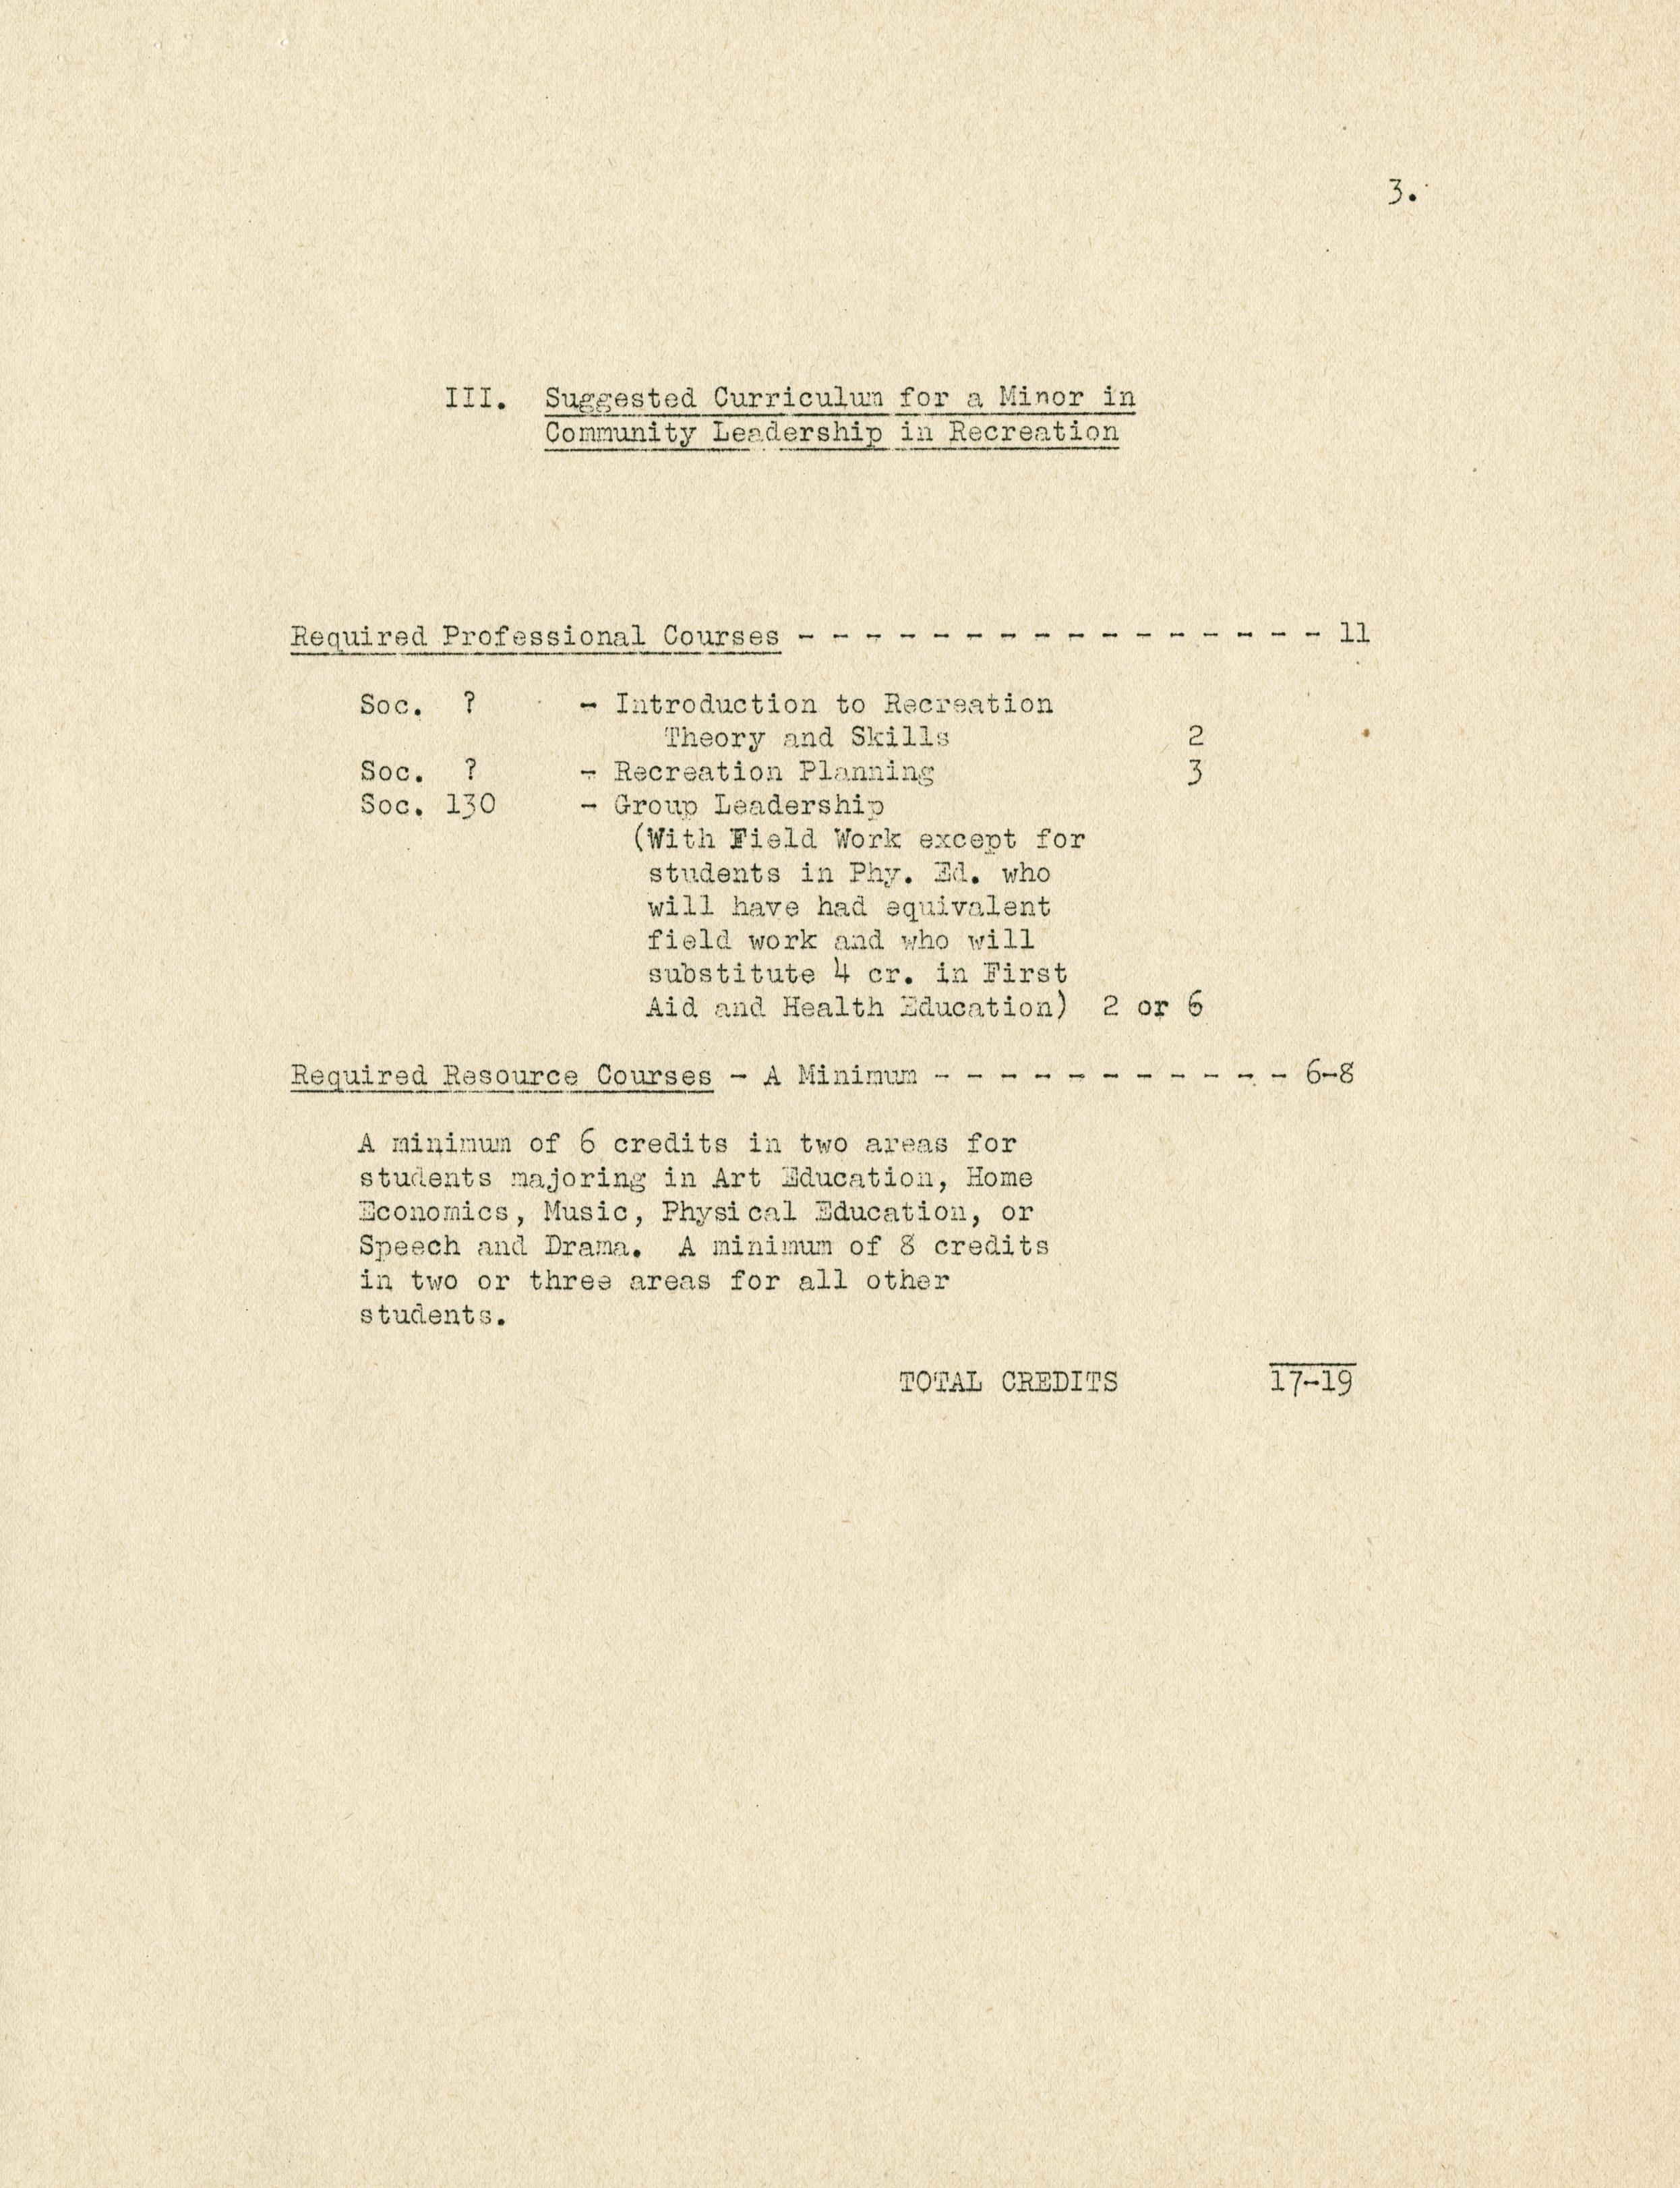 3.
III. Suggested Curriculum for a Minor in
Community Leadership in Recreation
Required Professional Courses - - - - - - - - - - - - - - - - 11
Soc. ? - Introduction to Recreation
Theory and Skills 2
Soc. ? - Recreation Planning 3
Soc. 130 - Group Leadership
(With Field Work except for
students in Phy. Ed. who
will have had equivalent
field work and who will
substitute 4 cr. in First
Aid and Health Education) 2 or 6
Required Resource Courses - A Minimum - - - - - - - - - - - 6-8
A minimum of 6 credits in two areas for
students majoring in Art Education, Home
Economics, Music, Physical Education, or
Speech and Drama. A minimum of 8 credits
in two or three areas for all other
students.
TOTAL CREDITS 17-19